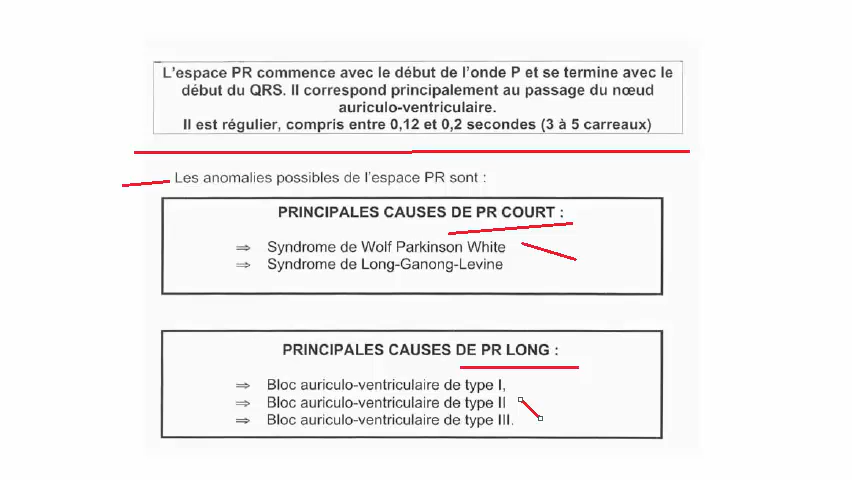 L'espace PR commence avec le début de l'onde P et se termine avec le
début du QRS. Il correspond principalement au passage du nœud
auriculo-ventriculaire.
Il est régulier, compris entre 0,12 et 0,2 secondes (3 à 5 carreaux)
Les anomalies possibles de l'espace PR sont :
PRINCIPALES CAUSES DE PR COURT :
⇒ Syndrome de Wolf Parkinson White
⇒ Syndrome de Long-Ganong-Levine
PRINCIPALES CAUSES DE PR LONG :
⇒ Bloc auriculo-ventriculaire de type I,
⇒ Bloc auriculo-ventriculaire de type II
⇒ Bloc auriculo-ventriculaire de type III.